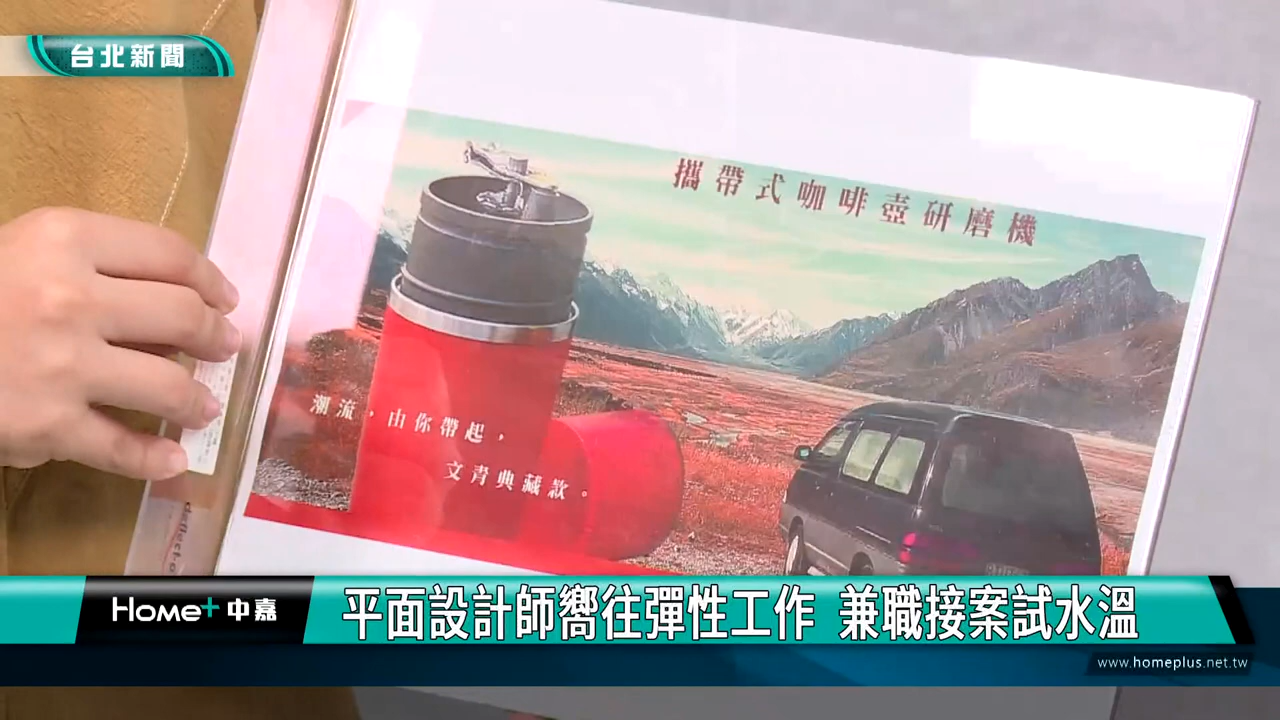 台北新聞
攜帶式咖啡壺研磨機
潮流，由你帶起，
文青典藏款。
Home+ 中嘉
平面設計師嚮往彈性工作 兼職接案試水溫
www.homeplus.net.tw